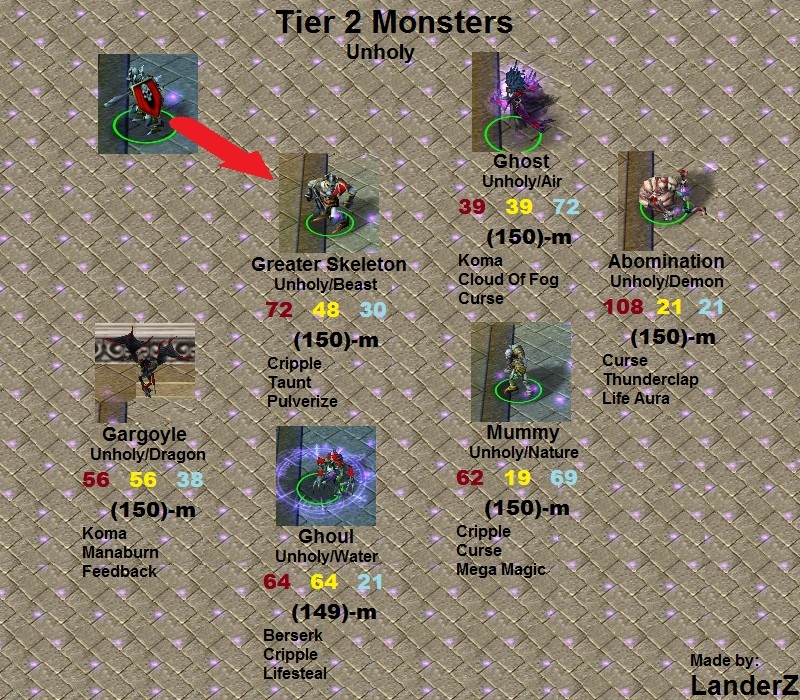 Tier 2 Monsters
Unholy
Ghost
Unholy/Air
39 39 72
(150)-m
Koma
Cloud Of Fog
Curse
Greater Skeleton
Unholy/Beast
72 48 30
(150)-m
Cripple
Taunt
Pulverize
Abomination
Unholy/Demon
108 21 21
(150)-m
Curse
Thunderclap
Life Aura
Gargoyle
Unholy/Dragon
56 56 38
(150)-m
Koma
Manaburn
Feedback
Mummy
Unholy/Nature
62 19 69
(150)-m
Cripple
Curse
Mega Magic
Ghoul
Unholy/Water
64 64 21
(149)-m
Berserk
Cripple
Lifesteal
Made by:
LanderZ